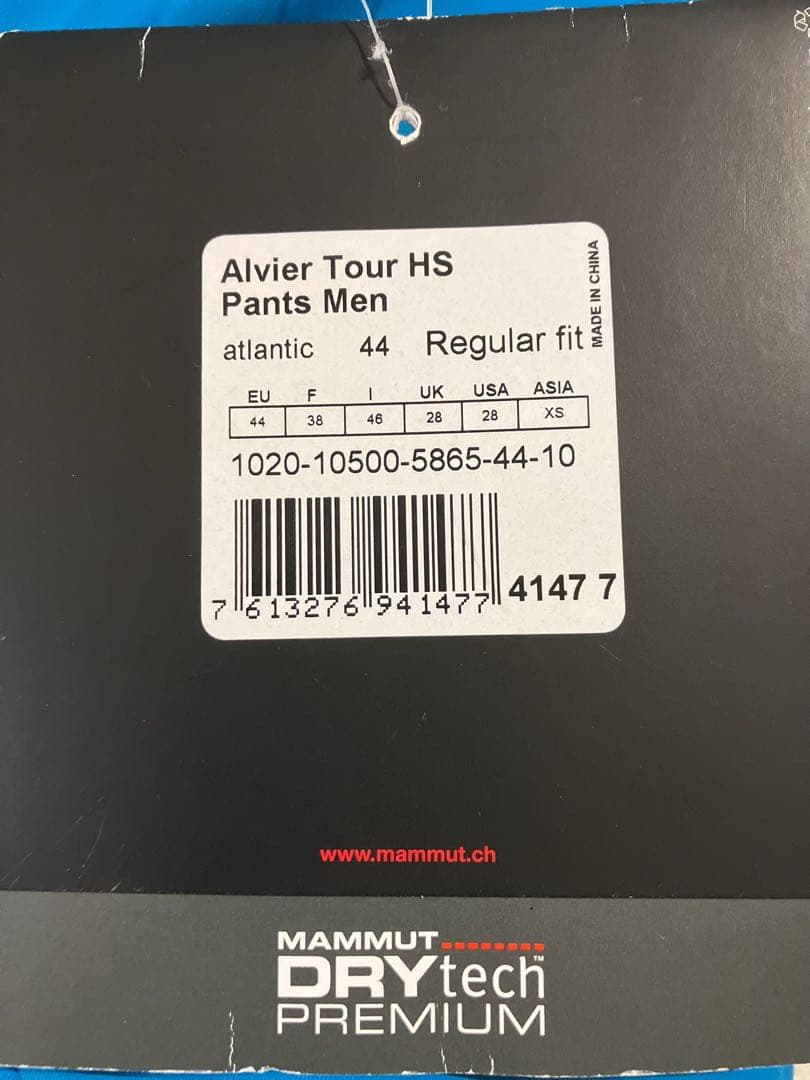 Alvier Tour HS
Pants Men
atlantic 44 Regular fit
MADE IN CHINA
EU F I UK USA ASIA
44 38 46 28 28 XS
1020-10500-5865-44-10
7 613276 941477 4147 7
www.mammut.ch
MAMMUT
DRYtech™
PREMIUM